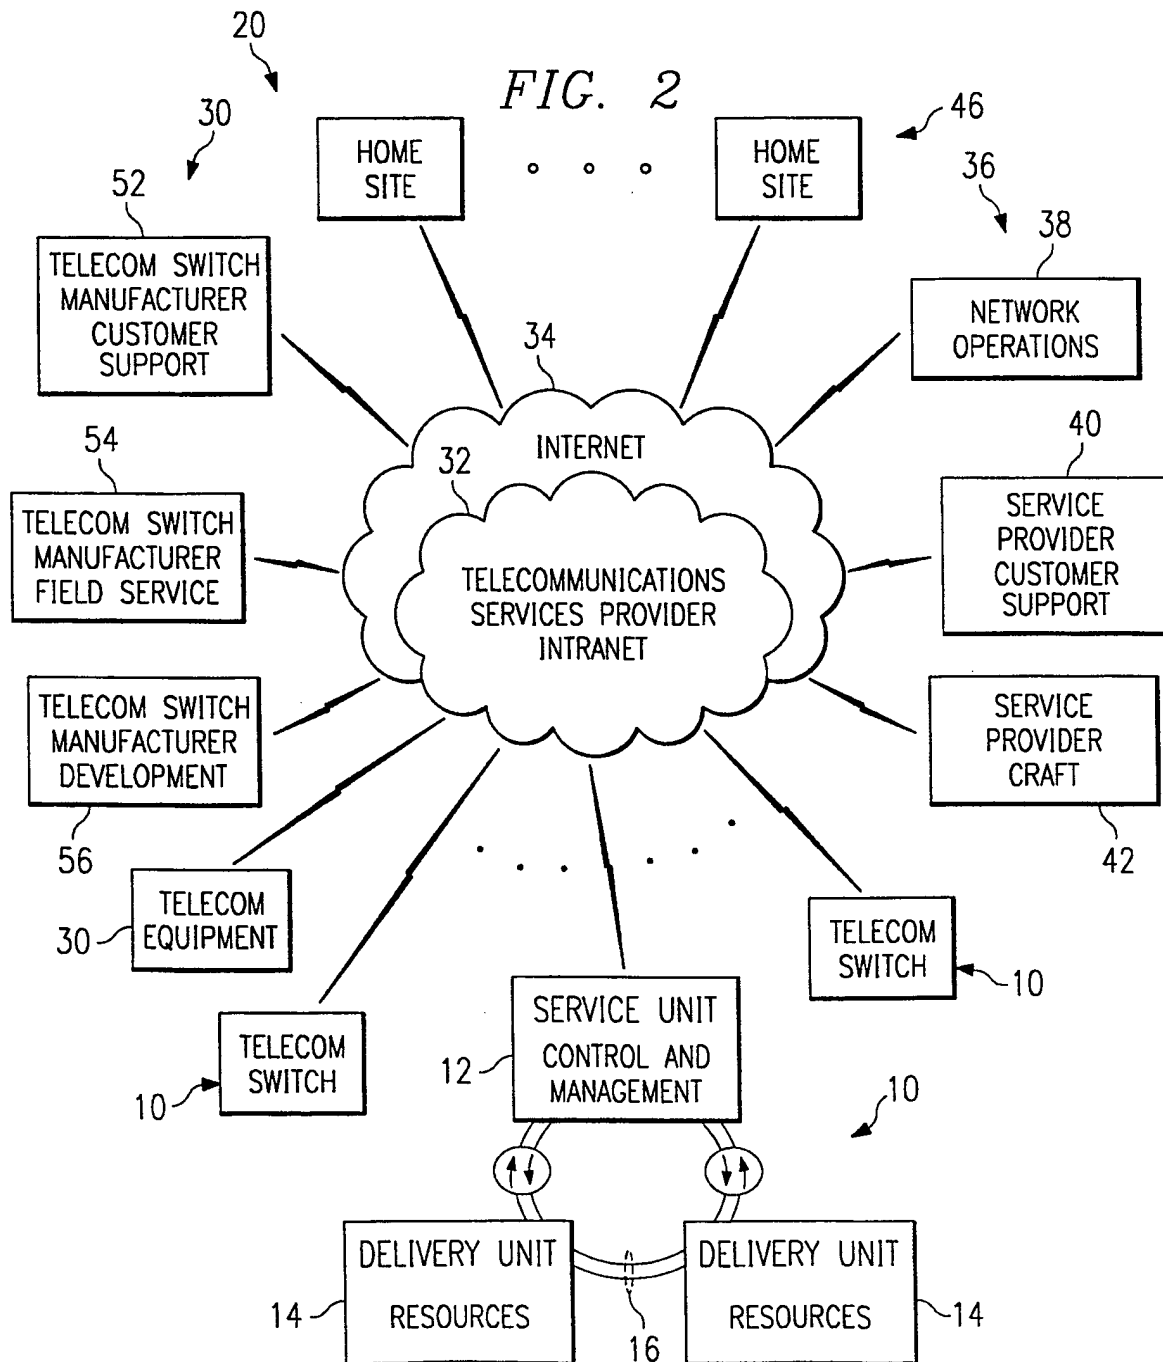 20
FIG. 2
30
46
HOME
SITE
HOME
SITE
36
52
38
TELECOM SWITCH
MANUFACTURER
CUSTOMER
SUPPORT
NETWORK
OPERATIONS
34
INTERNET
54
32
40
TELECOM SWITCH
MANUFACTURER
FIELD SERVICE
SERVICE
PROVIDER
CUSTOMER
SUPPORT
TELECOMMUNICATIONS
SERVICES PROVIDER
INTRANET
TELECOM SWITCH
MANUFACTURER
DEVELOPMENT
SERVICE
PROVIDER
CRAFT
56
42
TELECOM
EQUIPMENT
30
TELECOM
SWITCH
10
SERVICE UNIT
CONTROL AND
MANAGEMENT
12
TELECOM
SWITCH
10
10
DELIVERY UNIT
RESOURCES
14
DELIVERY UNIT
RESOURCES
14
16